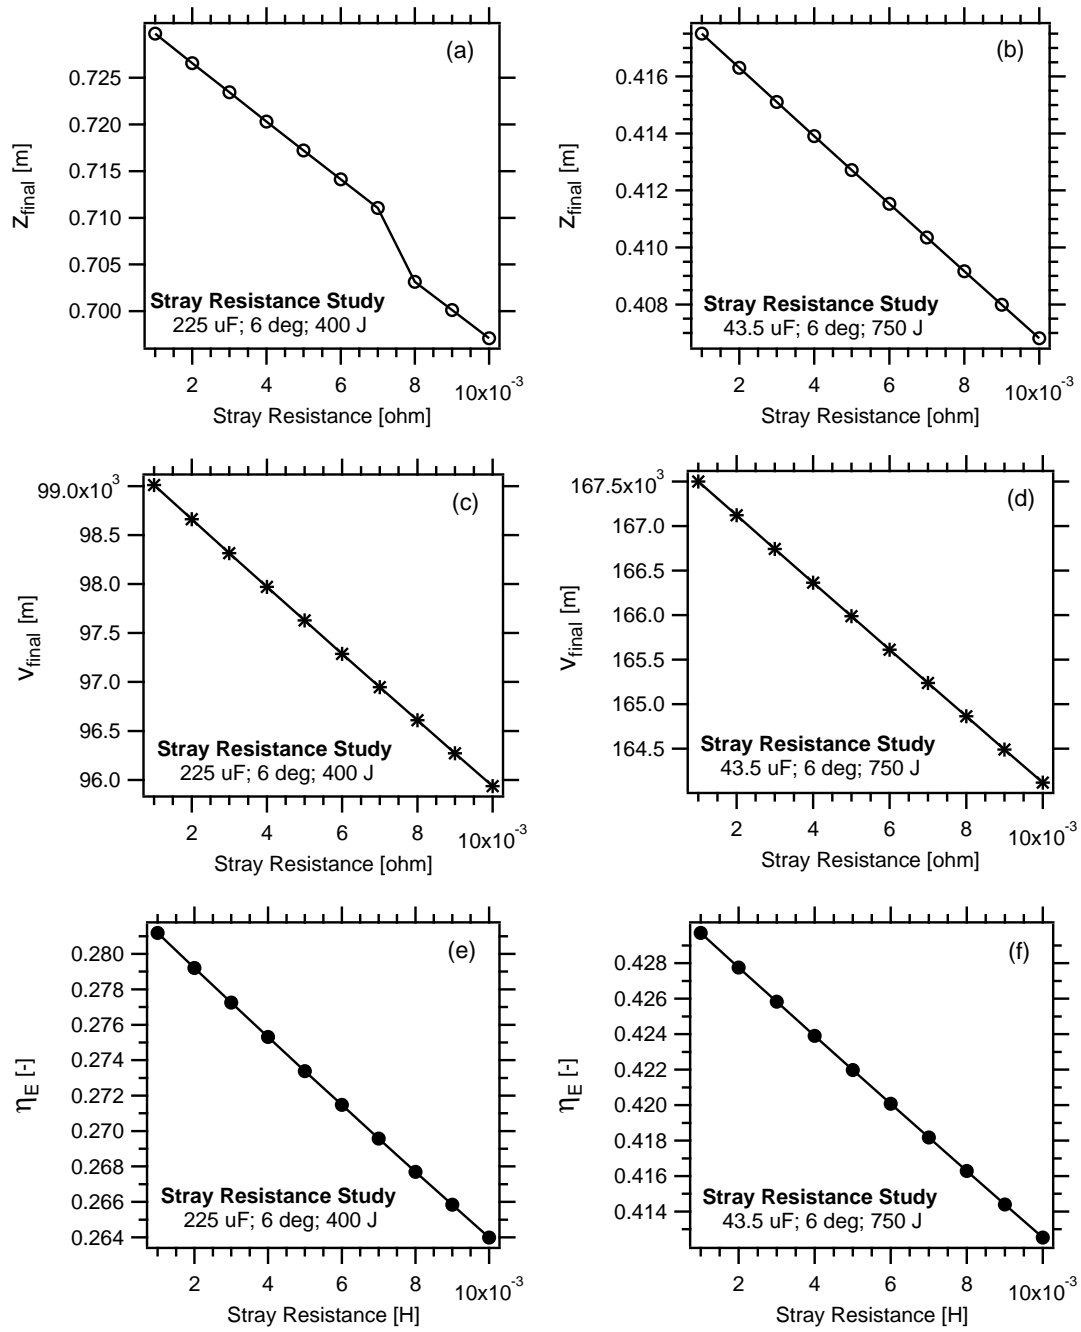 (a)
0.725
0.720
0.715
0.710
0.705
0.700
z_final [m]
Stray Resistance Study
225 uF; 6 deg; 400 J
2 4 6 8 10x10⁻³
Stray Resistance [ohm]
(b)
0.416
0.414
0.412
0.410
0.408
z_final [m]
Stray Resistance Study
43.5 uF; 6 deg; 750 J
2 4 6 8 10x10⁻³
Stray Resistance [ohm]
(c)
99.0x10³
98.5
98.0
97.5
97.0
96.5
96.0
v_final [m]
Stray Resistance Study
225 uF; 6 deg; 400 J
2 4 6 8 10x10⁻³
Stray Resistance [ohm]
(d)
167.5x10³
167.0
166.5
166.0
165.5
165.0
164.5
v_final [m]
Stray Resistance Study
43.5 uF; 6 deg; 750 J
2 4 6 8 10x10⁻³
Stray Resistance [ohm]
(e)
0.280
0.278
0.276
0.274
0.272
0.270
0.268
0.266
0.264
η_E [-]
Stray Resistance Study
225 uF; 6 deg; 400 J
2 4 6 8 10x10⁻³
Stray Resistance [H]
(f)
0.428
0.426
0.424
0.422
0.420
0.418
0.416
0.414
η_E [-]
Stray Resistance Study
43.5 uF; 6 deg; 750 J
2 4 6 8 10x10⁻³
Stray Resistance [H]